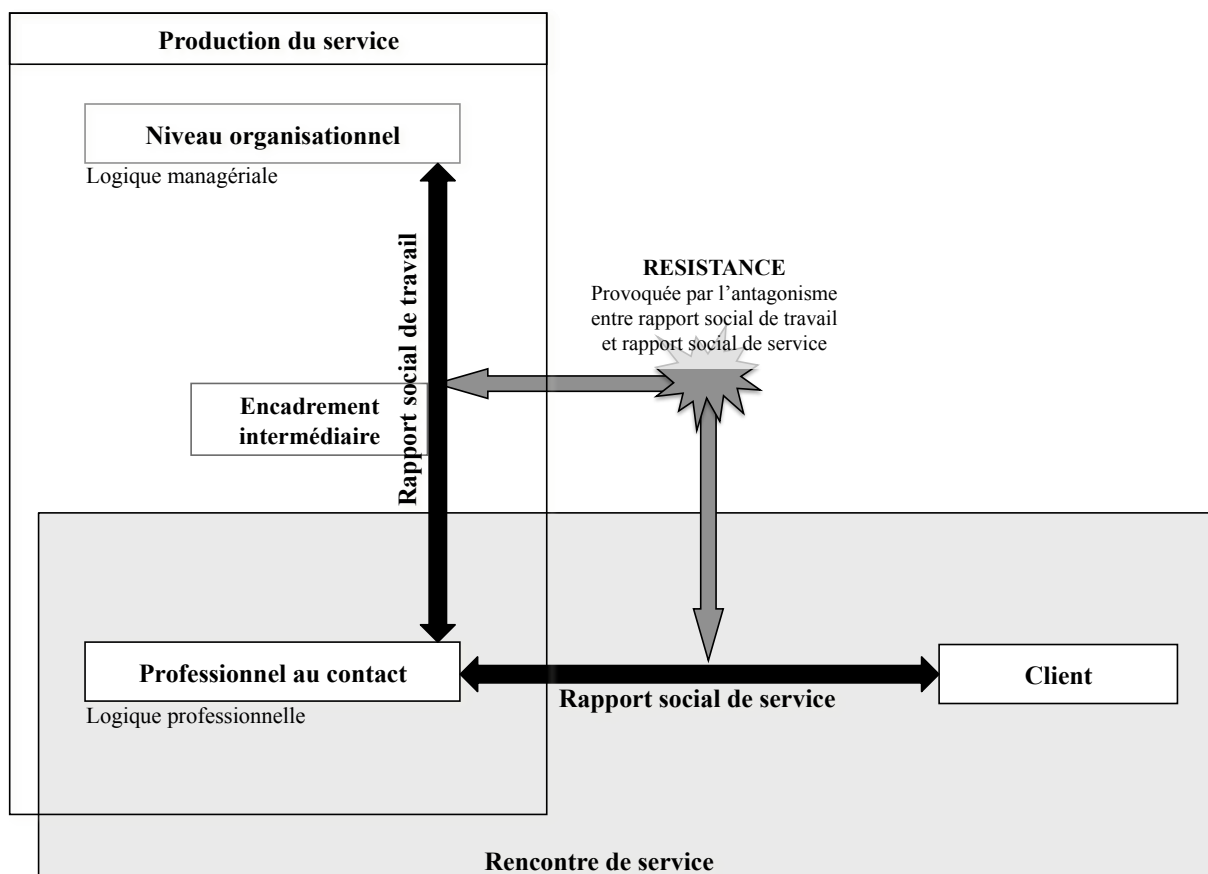 Production du service
Niveau organisationnel
Logique managériale
Rapport social de travail
RESISTANCE
Provoquée par l’antagonisme
entre rapport social de travail
et rapport social de service
Encadrement
intermédiaire
Professionnel au contact
Logique professionnelle
Rapport social de service
Client
Rencontre de service